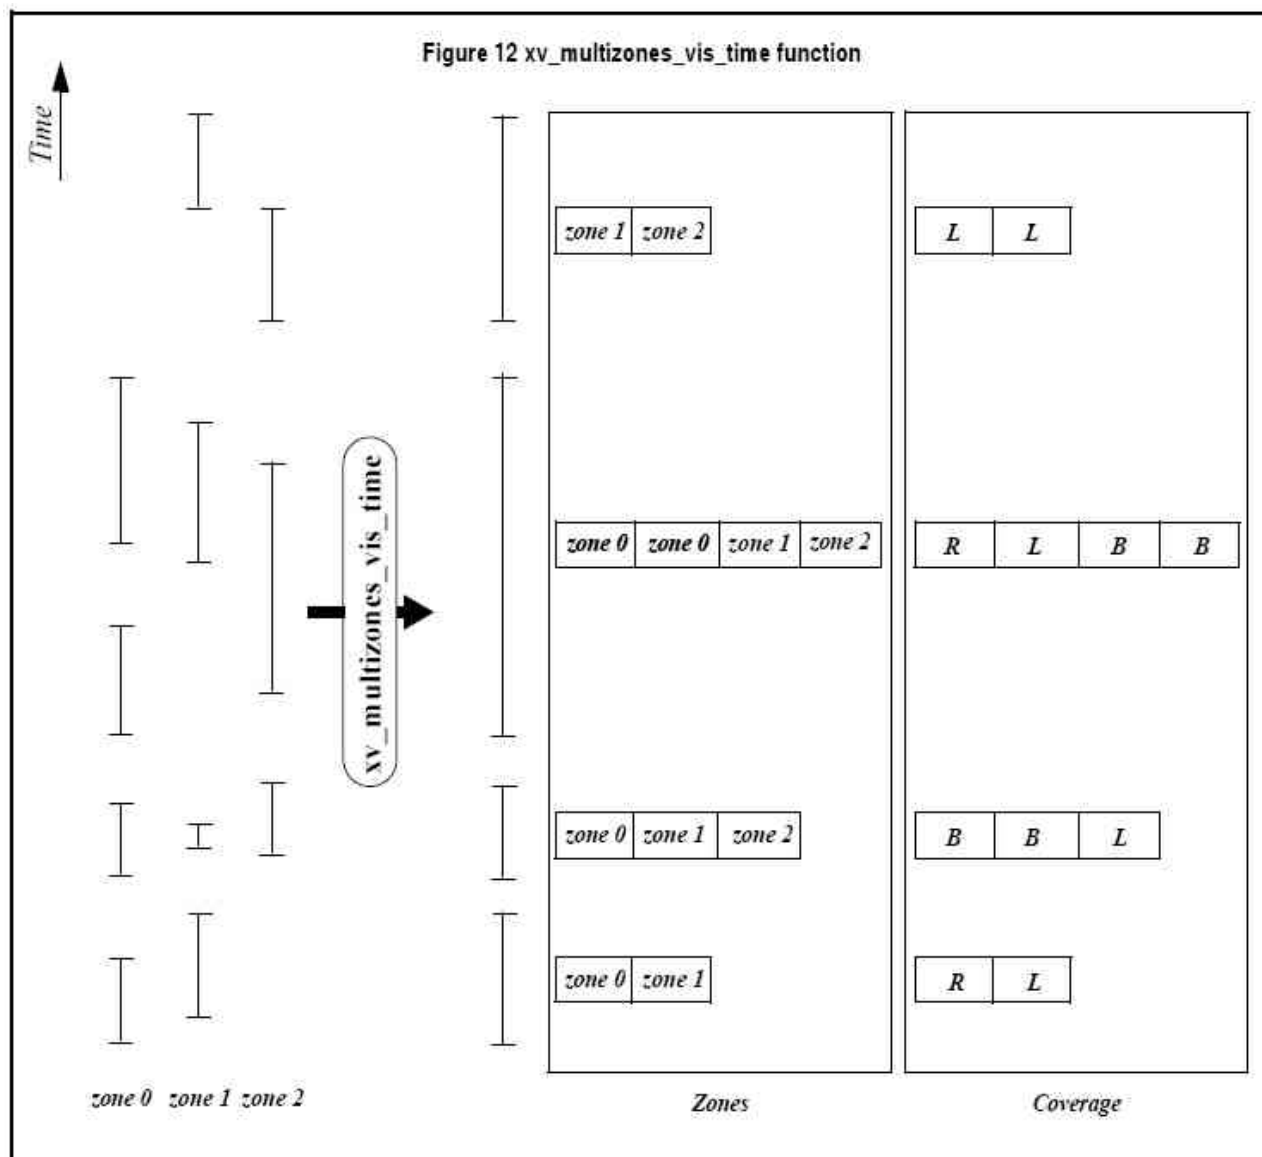 Figure 12 xv_multizones_vis_time function
Time
zone 1 zone 2
L L
xv_multizones_vis_time
zone 0 zone 0 zone 1 zone 2
R L B B
zone 0 zone 1 zone 2
B B L
zone 0 zone 1
R L
zone 0 zone 1 zone 2
Zones
Coverage